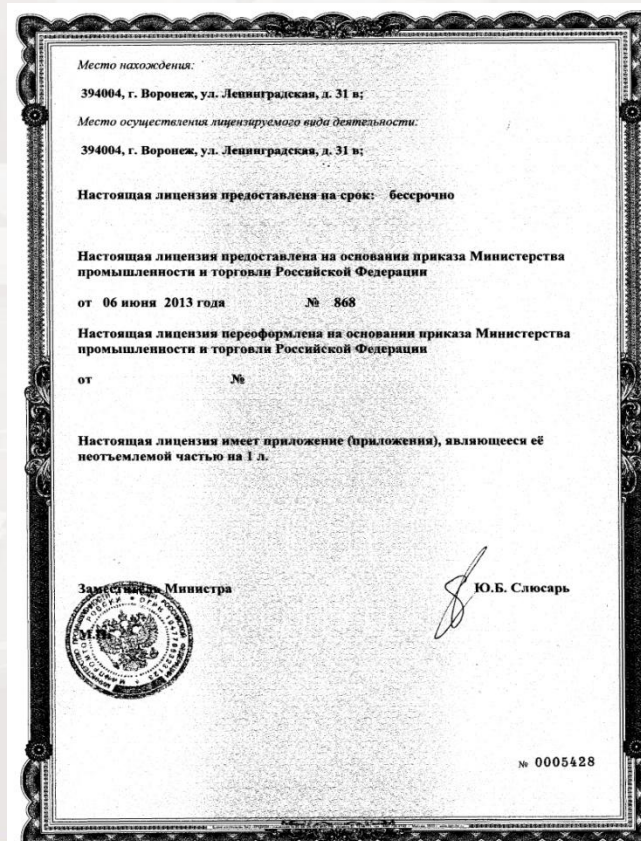 Место нахождения:
394004, г. Воронеж, ул. Ленинградская, д. 31 в;
Место осуществления лицензируемого вида деятельности:
394004, г. Воронеж, ул. Ленинградская, д. 31 в;
Настоящая лицензия предоставлена на срок: бессрочно
Настоящая лицензия предоставлена на основании приказа Министерства
промышленности и торговли Российской Федерации
от 06 июня 2013 года № 868
Настоящая лицензия переоформлена на основании приказа Министерства
промышленности и торговли Российской Федерации
от №
Настоящая лицензия имеет приложение (приложения), являющееся её
неотъемлемой частью на 1 л.
Заместитель Министра Ю.Б. Слюсарь
М.П.
№ 0005428